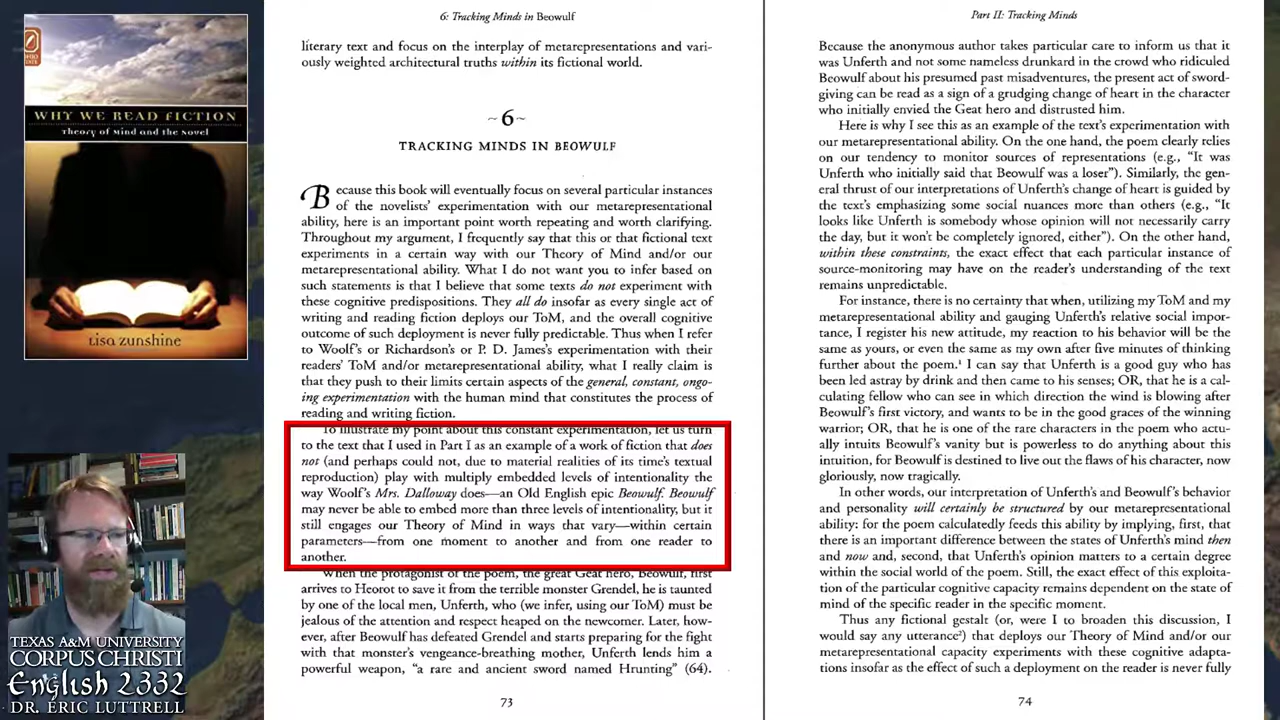 WHY WE READ FICTION
Theory of Mind and the Novel
Lisa Zunshine
TEXAS A&M UNIVERSITY
CORPUS CHRISTI
English 2332
DR. ERIC LUTTRELL
6: Tracking Minds in Beowulf
literary text and focus on the interplay of metarepresentations and vari-
ously weighted architectural truths within its fictional world.
~6~
TRACKING MINDS IN BEOWULF
Because this book will eventually focus on several particular instances
of the novelists' experimentation with our metarepresentational
ability, here is an important point worth repeating and worth clarifying.
Throughout my argument, I frequently say that this or that fictional text
experiments in a certain way with our Theory of Mind and/or our
metarepresentational ability. What I do not want you to infer based on
such statements is that I believe that some texts do not experiment with
these cognitive predispositions. They all do insofar as every single act of
writing and reading fiction deploys our ToM, and the overall cognitive
outcome of such deployment is never fully predictable. Thus when I refer
to Woolf's or Richardson's or P. D. James's experimentation with their
readers' ToM and/or metarepresentational ability, what I really claim is
that they push to their limits certain aspects of the general, constant, ongo-
ing experimentation with the human mind that constitutes the process of
reading and writing fiction.
To illustrate my point about this constant experimentation, let us turn
to the text that I used in Part I as an example of a work of fiction that does
not (and perhaps could not, due to material realities of its time's textual
reproduction) play with multiply embedded levels of intentionality the
way Woolf's Mrs. Dalloway does—an Old English epic Beowulf. Beowulf
may never be able to embed more than three levels of intentionality, but it
still engages our Theory of Mind in ways that vary—within certain
parameters—from one moment to another and from one reader to
another.
When the protagonist of the poem, the great Geat hero, Beowulf, first
arrives to Heorot to save it from the terrible monster Grendel, he is taunted
by one of the local men, Unferth, who (we infer, using our ToM) must be
jealous of the attention and respect heaped on the newcomer. Later, how-
ever, after Beowulf has defeated Grendel and starts preparing for the fight
with that monster's vengeance-breathing mother, Unferth lends him a
powerful weapon, "a rare and ancient sword named Hrunting" (64).
73
Part II: Tracking Minds
Because the anonymous author takes particular care to inform us that it
was Unferth and not some nameless drunkard in the crowd who ridiculed
Beowulf about his presumed past misadventures, the present act of sword-
giving can be read as a sign of a grudging change of heart in the character
who initially envied the Geat hero and distrusted him.
Here is why I see this as an example of the text's experimentation with
our metarepresentational ability. On the one hand, the poem clearly relies
on our tendency to monitor sources of representations (e.g., "It was
Unferth who initially said that Beowulf was a loser"). Similarly, the gen-
eral thrust of our interpretations of Unferth's change of heart is guided by
the text's emphasizing some social nuances more than others (e.g., "It
looks like Unferth is somebody whose opinion will not necessarily carry
the day, but it won't be completely ignored, either"). On the other hand,
within these constraints, the exact effect that each particular instance of
source-monitoring may have on the reader's understanding of the text
remains unpredictable.
For instance, there is no certainty that when, utilizing my ToM and my
metarepresentational ability and gauging Unferth's relative social impor-
tance, I register his new attitude, my reaction to his behavior will be the
same as yours, or even the same as my own after five minutes of thinking
further about the poem.¹ I can say that Unferth is a good guy who has
been led astray by drink and then came to his senses; OR, that he is a cal-
culating fellow who can see in which direction the wind is blowing after
Beowulf's first victory, and wants to be in the good graces of the winning
warrior; OR, that he is one of the rare characters in the poem who actu-
ally intuits Beowulf's vanity but is powerless to do anything about this
intuition, for Beowulf is destined to live out the flaws of his character, now
gloriously, now tragically.
In other words, our interpretation of Unferth's and Beowulf's behavior
and personality will certainly be structured by our metarepresentational
ability: for the poem calculatedly feeds this ability by implying, first, that
there is an important difference between the states of Unferth's mind then
and now and, second, that Unferth's opinion matters to a certain degree
within the social world of the poem. Still, the exact effect of this exploita-
tion of the particular cognitive capacity remains dependent on the state of
mind of the specific reader in the specific moment.
Thus any fictional gestalt (or, were I to broaden this discussion, I
would say any utterance²) that deploys our Theory of Mind and/or our
metarepresentational capacity experiments with these cognitive adapta-
tions insofar as the effect of such a deployment on the reader is never fully
74